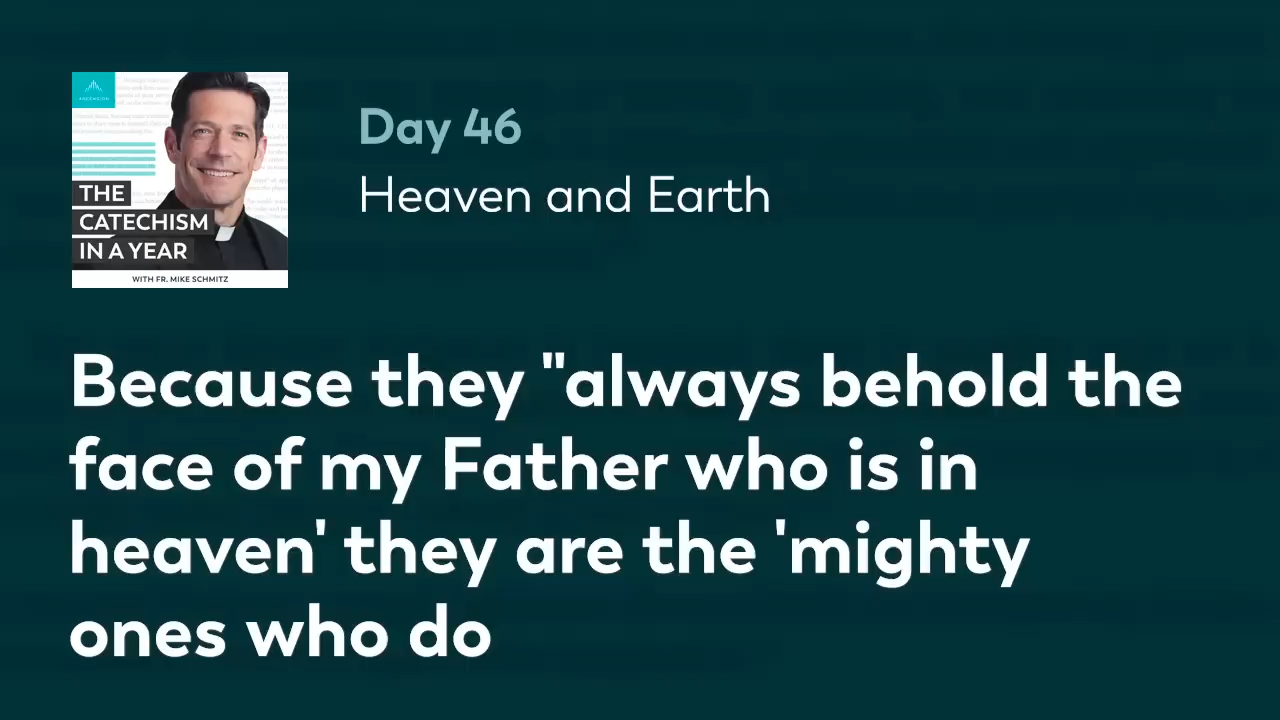 ASCENSION
THE
CATECHISM
IN A YEAR
WITH FR. MIKE SCHMITZ
Day 46
Heaven and Earth
Because they "always behold the
face of my Father who is in
heaven' they are the 'mighty
ones who do